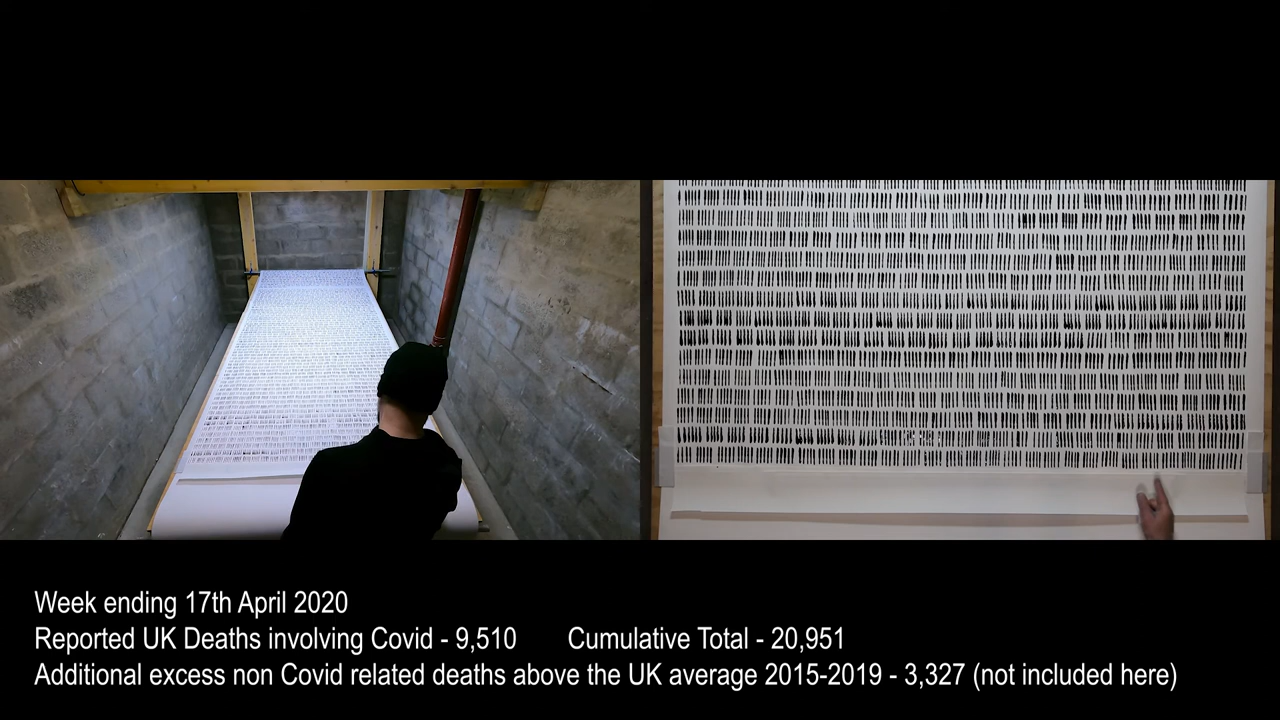 Week ending 17th April 2020
Reported UK Deaths involving Covid - 9,510 Cumulative Total - 20,951
Additional excess non Covid related deaths above the UK average 2015-2019 - 3,327 (not included here)